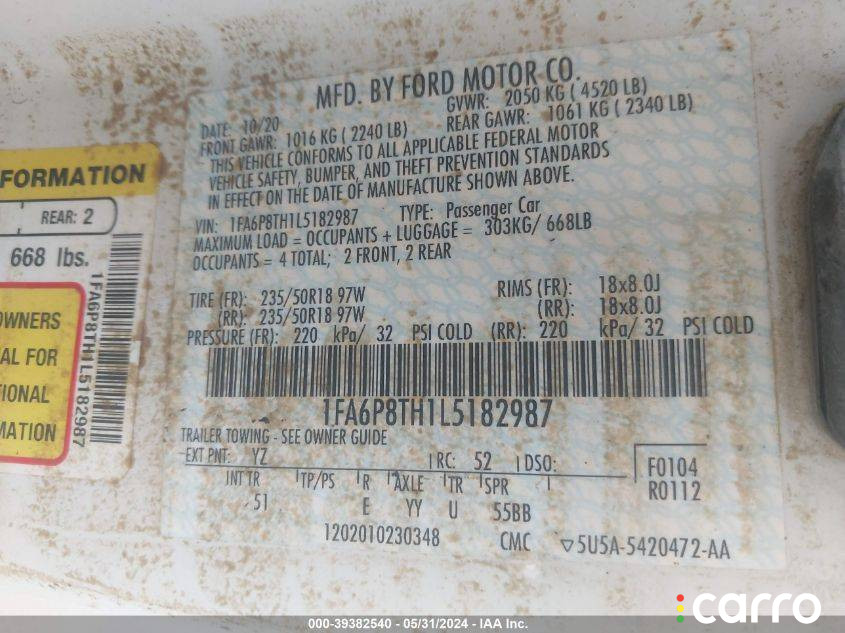 MFD. BY FORD MOTOR CO.
DATE: 10/20
GVWR: 2050 KG ( 4520 LB)
FRONT GAWR: 1016 KG ( 2240 LB)
REAR GAWR: 1061 KG ( 2340 LB)
THIS VEHICLE CONFORMS TO ALL APPLICABLE FEDERAL MOTOR
VEHICLE SAFETY, BUMPER, AND THEFT PREVENTION STANDARDS
IN EFFECT ON THE DATE OF MANUFACTURE SHOWN ABOVE.
VIN: 1FA6P8TH1L5182987 TYPE: Passenger Car
MAXIMUM LOAD = OCCUPANTS + LUGGAGE = 303KG/ 668LB
OCCUPANTS = 4 TOTAL; 2 FRONT, 2 REAR
TIRE (FR): 235/50R18 97W RIMS (FR): 18x8.0J
(RR): 235/50R18 97W (RR): 18x8.0J
PRESSURE (FR): 220 kPa/ 32 PSI COLD (RR): 220 kPa/ 32 PSI COLD
1FA6P8TH1L5182987
TRAILER TOWING - SEE OWNER GUIDE
EXT PNT: YZ RC: 52 DSO:
INT TR TP/PS R AXLE TR SPR
51 E YY U 55BB
F0104
R0112
1202010230348 CMC ▽5U5A-5420472-AA
FORMATION
REAR: 2
668 lbs.
OWNERS
AL FOR
TIONAL
MATION
1FA6P8TH1L5182987
000-39382540 - 05/31/2024 - IAA Inc.
carro